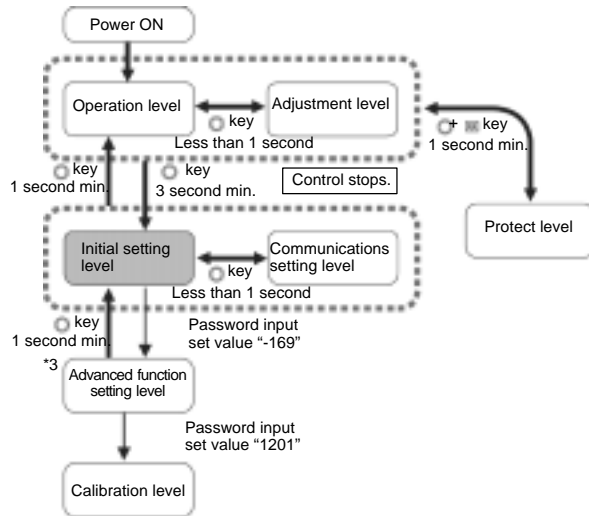 Power ON
Operation level
Adjustment level
key
Less than 1 second
+ key
1 second min.
key
1 second min.
key
3 second min.
Control stops.
Protect level
Initial setting
level
Communications
setting level
key
Less than 1 second
key
1 second min.
Password input
set value “-169”
*3
Advanced function
setting level
Password input
set value “1201”
Calibration level